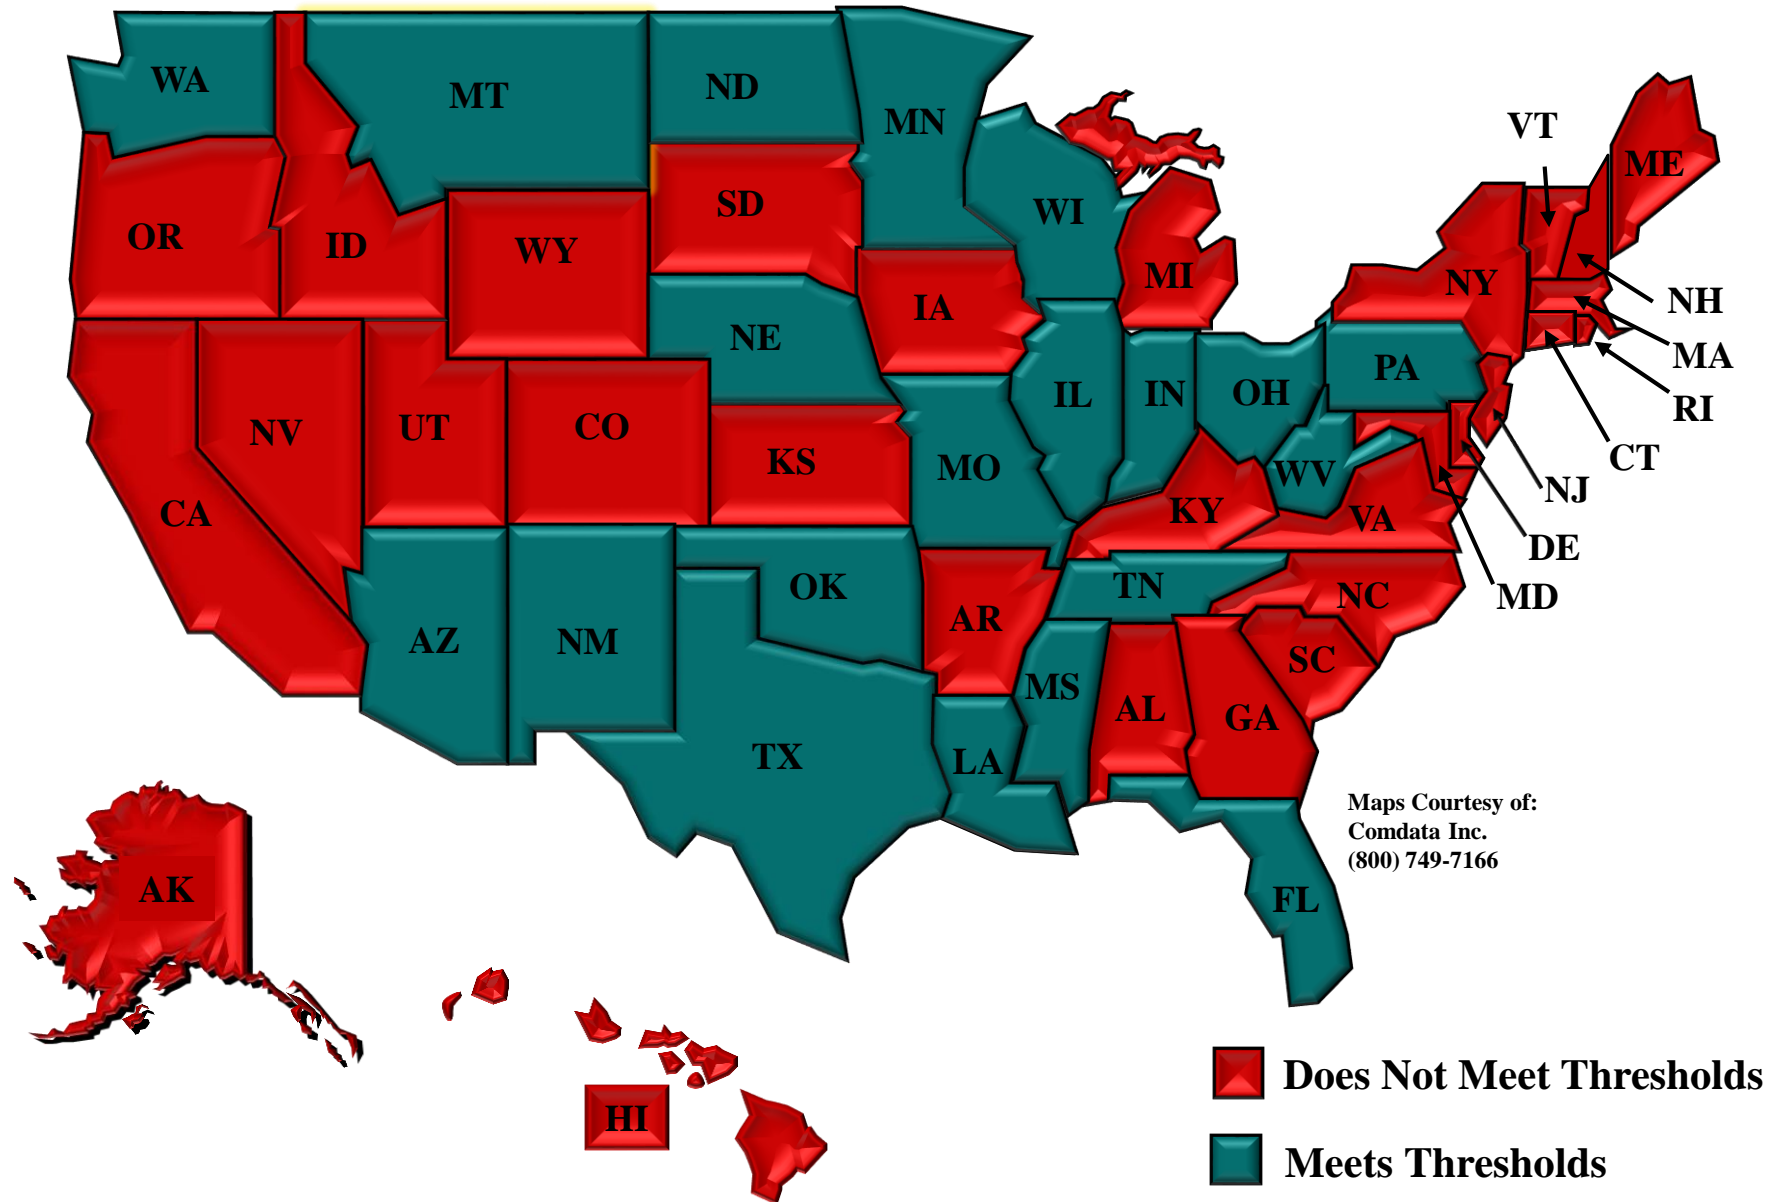 WA
MT
ND
MN
VT
ME
OR
ID
WY
SD
WI
MI
NY
NH
IA
MA
NE
PA
RI
NV
UT
CO
KS
MO
IL
IN
OH
CT
CA
WV
NJ
KY
VA
DE
OK
TN
NC
MD
AZ
NM
AR
SC
MS
AL
GA
TX
LA
Maps Courtesy of:
Comdata Inc.
(800) 749-7166
AK
FL
HI
Does Not Meet Thresholds
Meets Thresholds